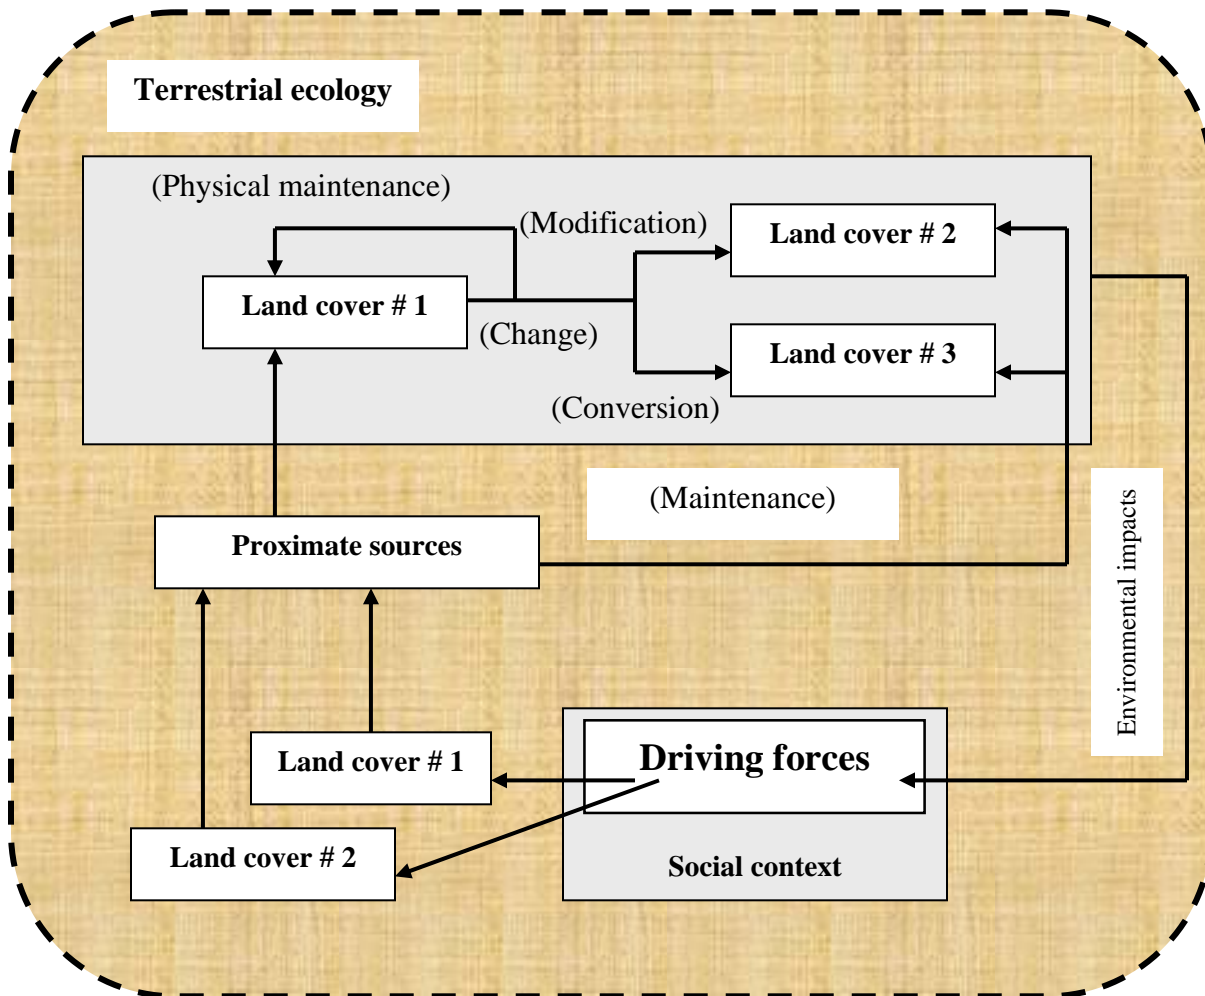 Terrestrial ecology
(Physical maintenance)
(Modification)
Land cover # 2
Land cover # 1
(Change)
Land cover # 3
(Conversion)
(Maintenance)
Environmental impacts
Proximate sources
Land cover # 1
Driving forces
Land cover # 2
Social context